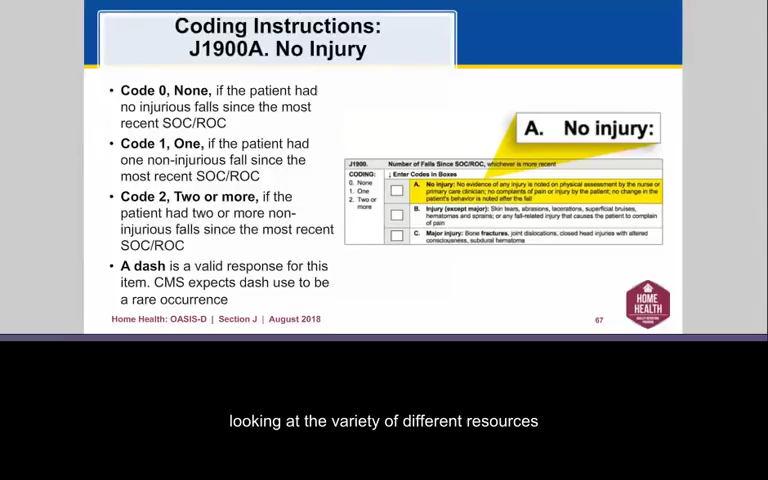 Coding Instructions:
J1900A. No Injury
• Code 0, None, if the patient had
no injurious falls since the most
recent SOC/ROC
• Code 1, One, if the patient had
one non-injurious fall since the
most recent SOC/ROC
• Code 2, Two or more, if the
patient had two or more non-
injurious falls since the most recent
SOC/ROC
• A dash is a valid response for this
item. CMS expects dash use to be
a rare occurrence
A. No injury:
J1900. Number of Falls Since SOC/ROC, whichever is more recent
CODING: ↓ Enter Codes in Boxes
0. None
1. One
2. Two or
more
A. No injury: No evidence of any injury is noted on physical assessment by the nurse or
primary care clinician; no complaints of pain or injury by the patient; no change in the
patient's behavior is noted after the fall
B. Injury (except major): Skin tears, abrasions, lacerations, superficial bruises,
hematomas and sprains; or any fall-related injury that causes the patient to complain
of pain
C. Major injury: Bone fractures, joint dislocations, closed head injuries with altered
consciousness, subdural hematoma
Home Health: OASIS-D | Section J | August 2018
67
HOME
HEALTH
looking at the variety of different resources